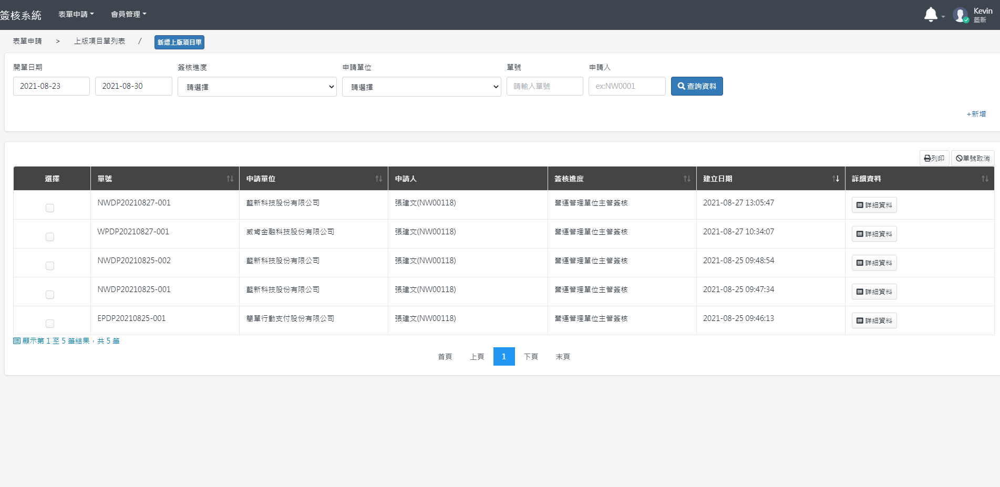 簽核系統 表單申請 會員管理 Kevin
藍新
表單申請 > 上版項目單列表 / 新增上版項目單
開單日期 簽核進度 申請單位 單號 申請人
2021-08-23 2021-08-30 請選擇 請選擇 請輸入單號 ex:NW0001 查詢資料
+新增
列印 單號取消
選擇 單號 申請單位 申請人 簽核進度 建立日期 詳細資料
NWDP20210827-001 藍新科技股份有限公司 張建文(NW00118) 營運管理單位主管簽核 2021-08-27 13:05:47 詳細資料
WPDP20210827-001 威肯金融科技股份有限公司 張建文(NW00118) 營運管理單位主管簽核 2021-08-27 10:34:07 詳細資料
NWDP20210825-002 藍新科技股份有限公司 張建文(NW00118) 營運管理單位主管簽核 2021-08-25 09:48:54 詳細資料
NWDP20210825-001 藍新科技股份有限公司 張建文(NW00118) 營運管理單位主管簽核 2021-08-25 09:47:34 詳細資料
EPDP20210825-001 簡單行動支付股份有限公司 張建文(NW00118) 營運管理單位主管簽核 2021-08-25 09:46:13 詳細資料
顯示第 1 至 5 筆結果，共 5 筆
首頁 上頁 1 下頁 末頁